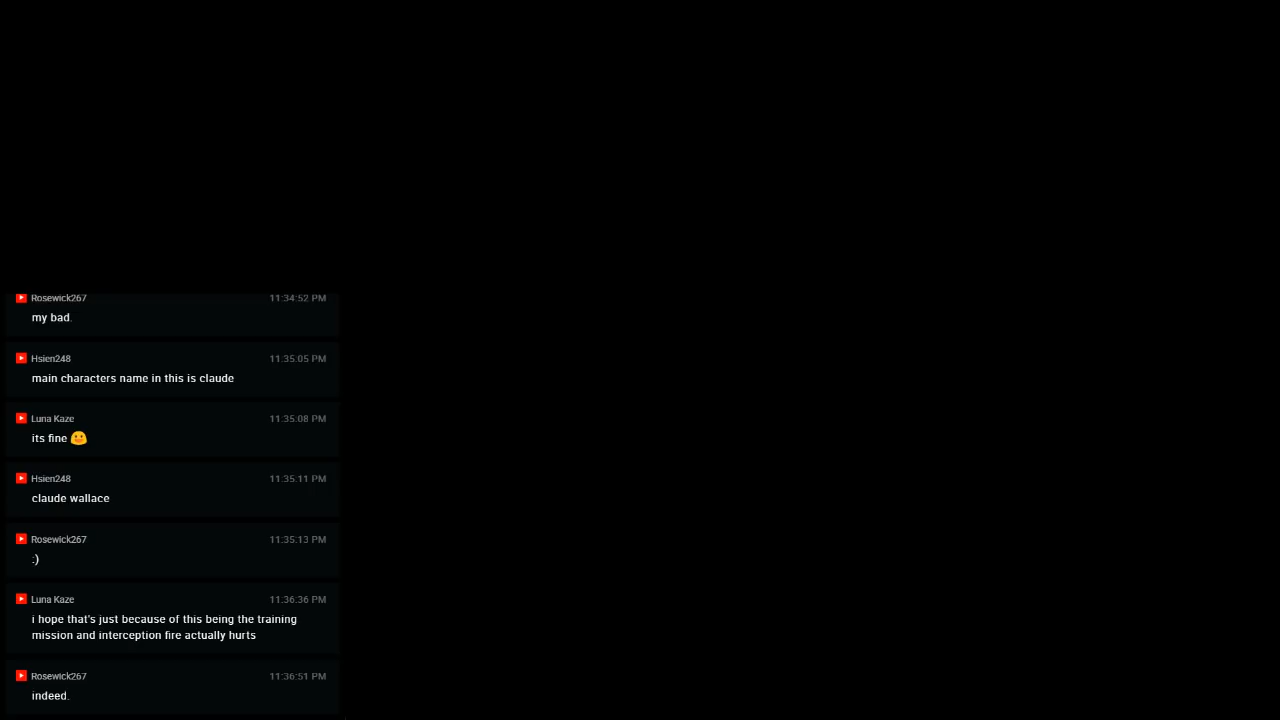 Rosewick267 11:34:52 PM
my bad.
Hsien248 11:35:05 PM
main characters name in this is claude
Luna Kaze 11:35:08 PM
its fine
Hsien248 11:35:11 PM
claude wallace
Rosewick267 11:35:13 PM
:)
Luna Kaze 11:36:36 PM
i hope that's just because of this being the training
mission and interception fire actually hurts
Rosewick267 11:36:51 PM
indeed.